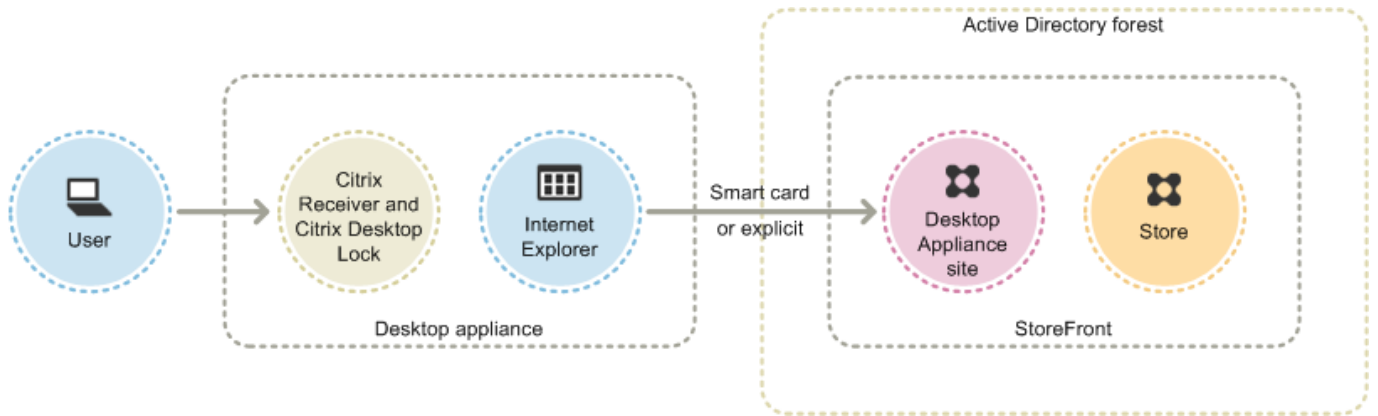 Active Directory forest
User
Citrix
Receiver and
Citrix Desktop
Lock
Internet
Explorer
Desktop appliance
Smart card
or explicit
Desktop
Appliance
site
Store
StoreFront